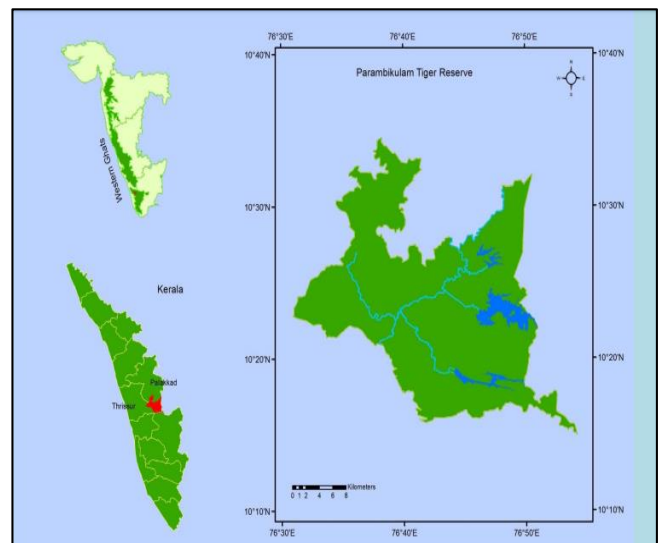 76°30'E 76°40'E 76°50'E
10°40'N 10°40'N
Parambikulam Tiger Reserve
N
W E
S
Western Ghats
10°30'N 10°30'N
Kerala
10°20'N 10°20'N
Palakkad
Thrissur
Kilometers
0 1 2 4 6 8
10°10'N 10°10'N
76°30'E 76°40'E 76°50'E